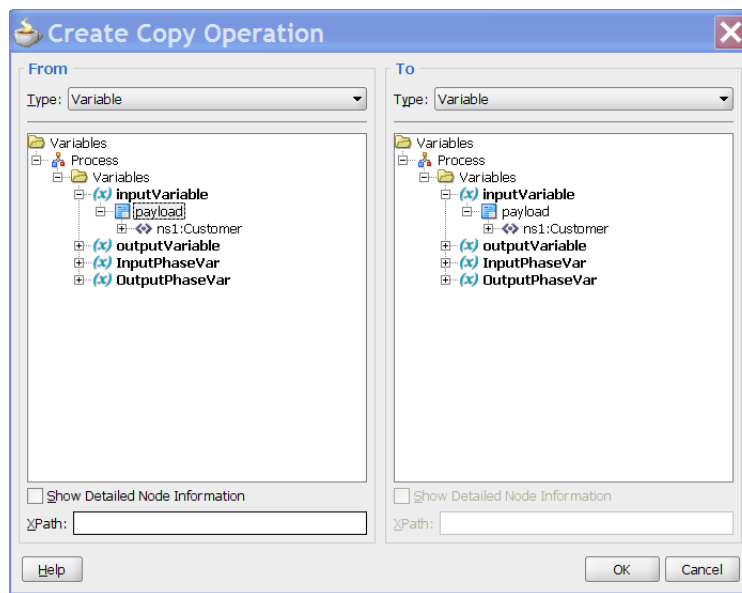 Create Copy Operation
From
Type: Variable
Variables
Process
Variables
(x) inputVariable
payload
ns1:Customer
(x) outputVariable
(x) InputPhaseVar
(x) OutputPhaseVar
Show Detailed Node Information
XPath:
To
Type: Variable
Variables
Process
Variables
(x) inputVariable
payload
ns1:Customer
(x) outputVariable
(x) InputPhaseVar
(x) OutputPhaseVar
Show Detailed Node Information
XPath:
Help
OK
Cancel